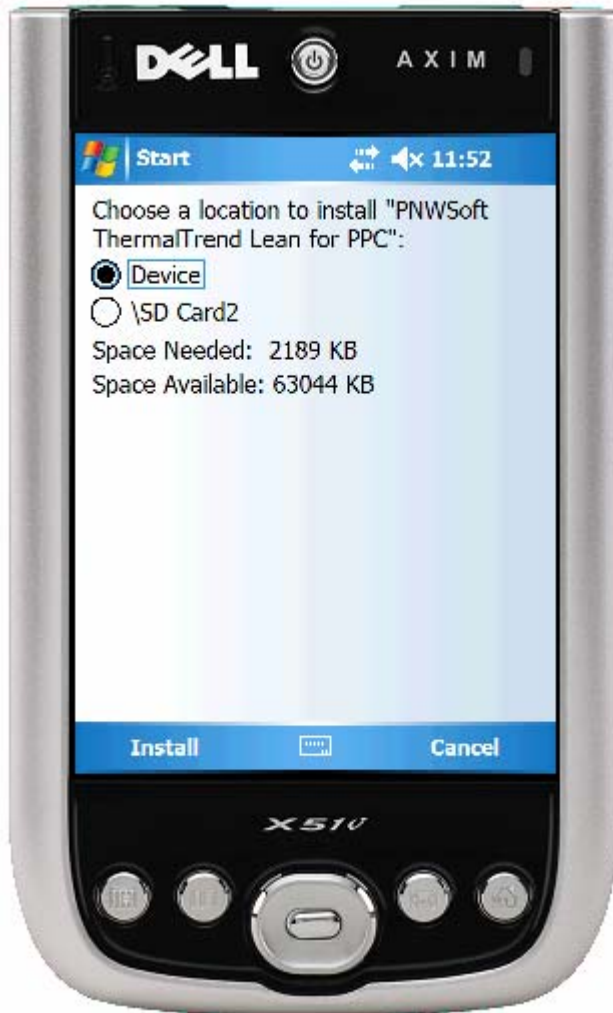 DELL
AXIM
Start
11:52
Choose a location to install "PNWSoft
ThermalTrend Lean for PPC":
Device
\SD Card2
Space Needed: 2189 KB
Space Available: 63044 KB
Install
Cancel
X51v